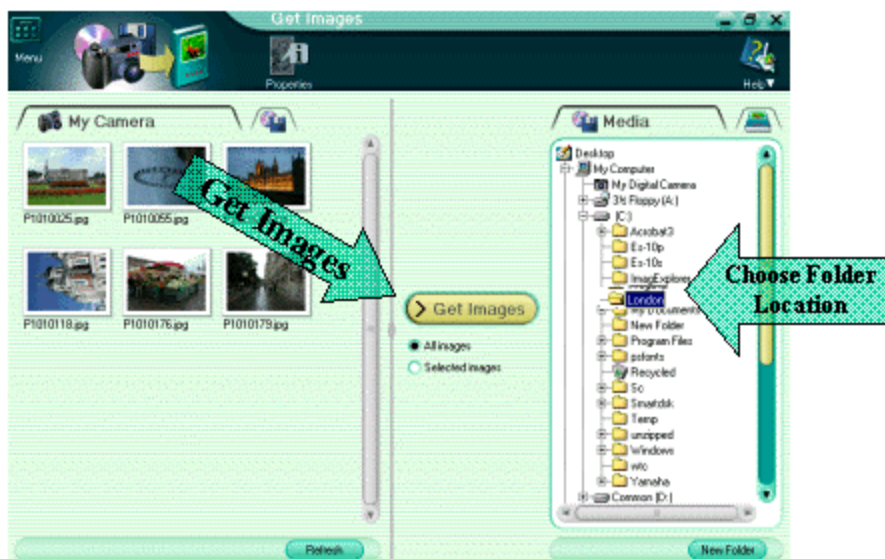 Get Images
Menu
Properties
Help
My Camera
Media
P1010025.jpg
P1010055.jpg
P1010118.jpg
P1010176.jpg
P1010179.jpg
Get Images
Get Images
All images
Selected images
Desktop
My Computer
My Digital Camera
3½ Floppy (A:)
(C:)
Acrobat3
Es-10p
Es-10s
ImagExplorer
London
My Documents
New Folder
Program Files
psfonts
Recycled
Sc
Smartdsk
Temp
unzipped
Windows
wtc
Yamaha
Common (D:)
Choose Folder
Location
Refresh
New Folder